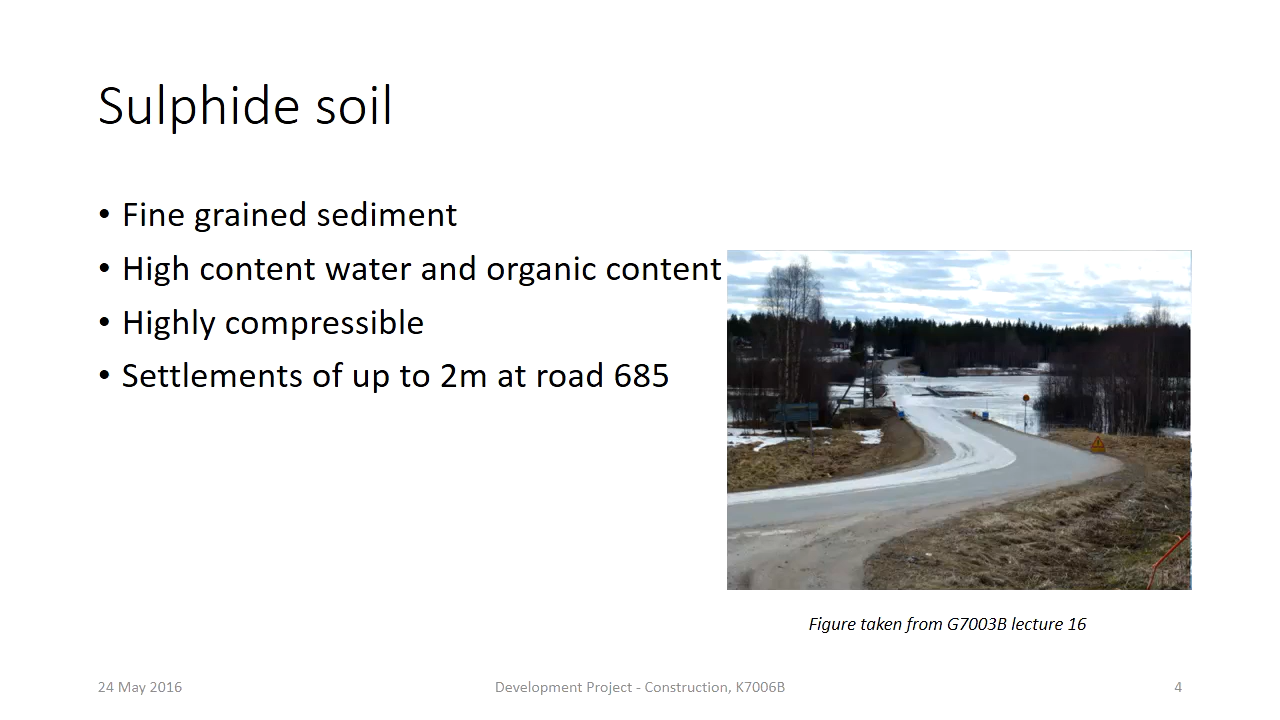 Sulphide soil
• Fine grained sediment
• High content water and organic content
• Highly compressible
• Settlements of up to 2m at road 685
Figure taken from G7003B lecture 16
24 May 2016
Development Project - Construction, K7006B
4